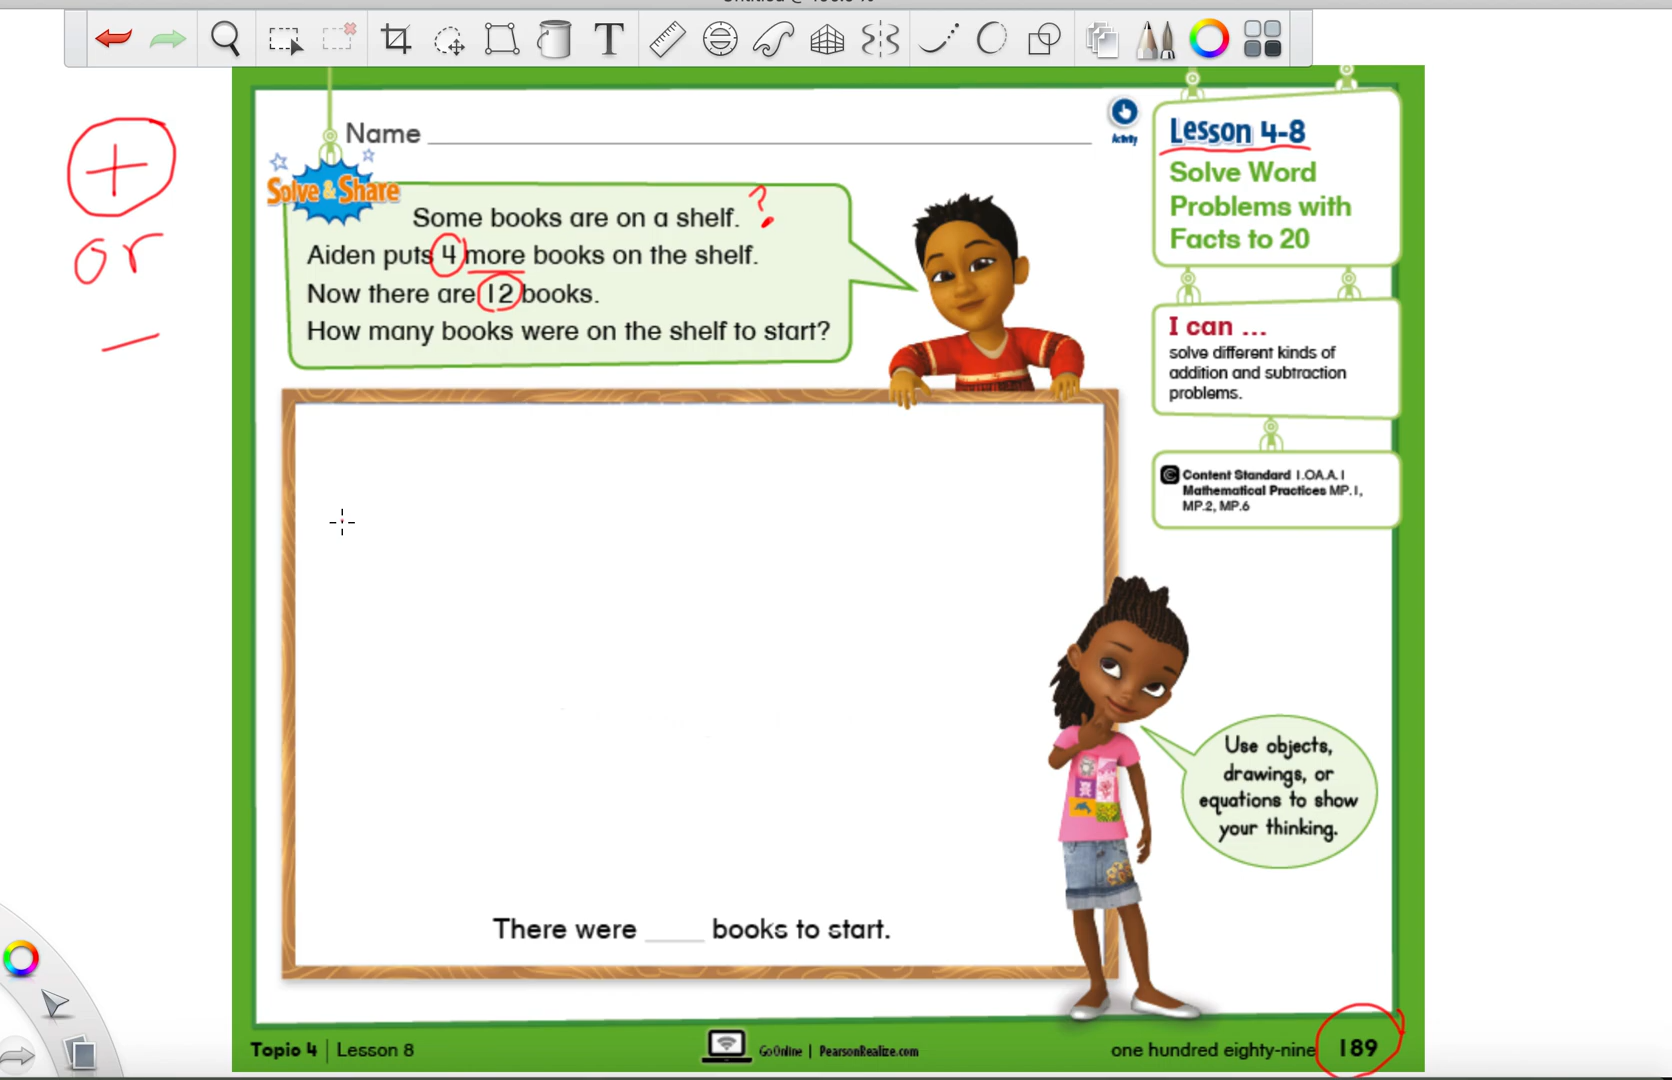 T
+
or
–
Name
Activity
Lesson 4-8
Solve Word
Problems with
Facts to 20
Solve & Share
Some books are on a shelf. ?
Aiden puts 4 more books on the shelf.
Now there are 12 books.
How many books were on the shelf to start?
I can ...
solve different kinds of
addition and subtraction
problems.
C Content Standard 1.OA.A.1
Mathematical Practices MP.1,
MP.2, MP.6
Use objects,
drawings, or
equations to show
your thinking.
There were ____ books to start.
Topic 4 | Lesson 8
Go Online | PearsonRealize.com
one hundred eighty-nine 189